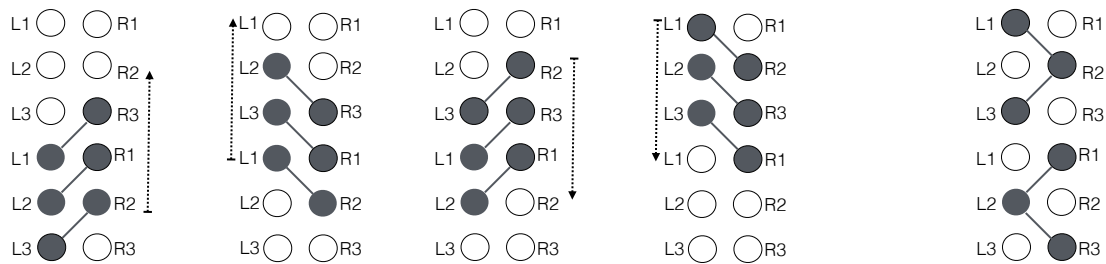 L1 R1 L1 R1 L1 R1 L1 R1 L1 R1
L2 R2 L2 R2 L2 R2 L2 R2 L2 R2
L3 R3 L3 R3 L3 R3 L3 R3 L3 R3
L1 R1 L1 R1 L1 R1 L1 R1 L1 R1
L2 R2 L2 R2 L2 R2 L2 R2 L2 R2
L3 R3 L3 R3 L3 R3 L3 R3 L3 R3